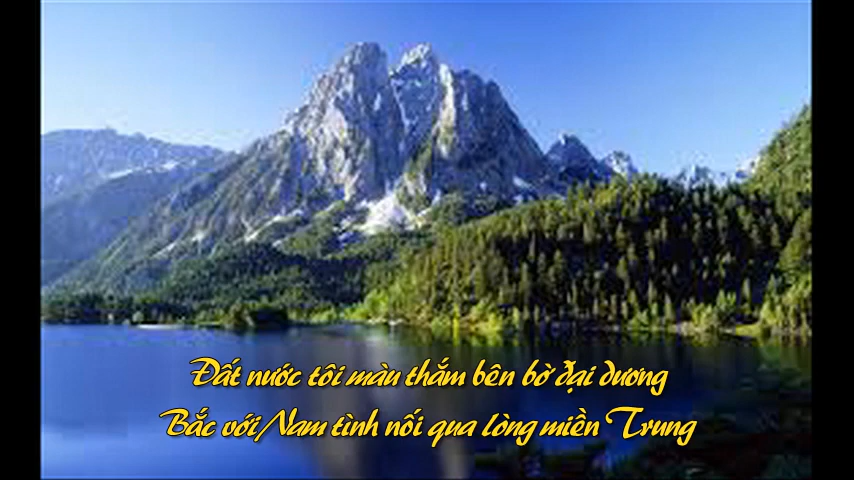 Đất nước tôi màu thắm bên bờ đại dương
Bắc với Nam tình nối qua lòng miền Trung